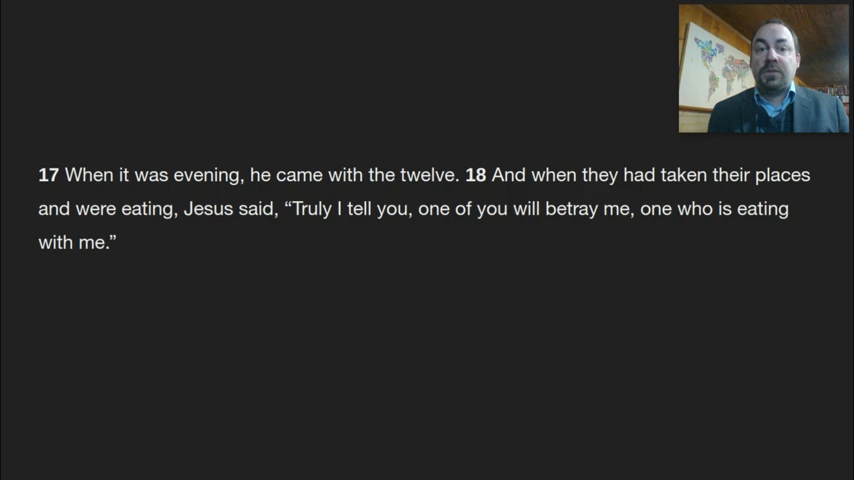 17 When it was evening, he came with the twelve. 18 And when they had taken their places
and were eating, Jesus said, “Truly I tell you, one of you will betray me, one who is eating
with me.”